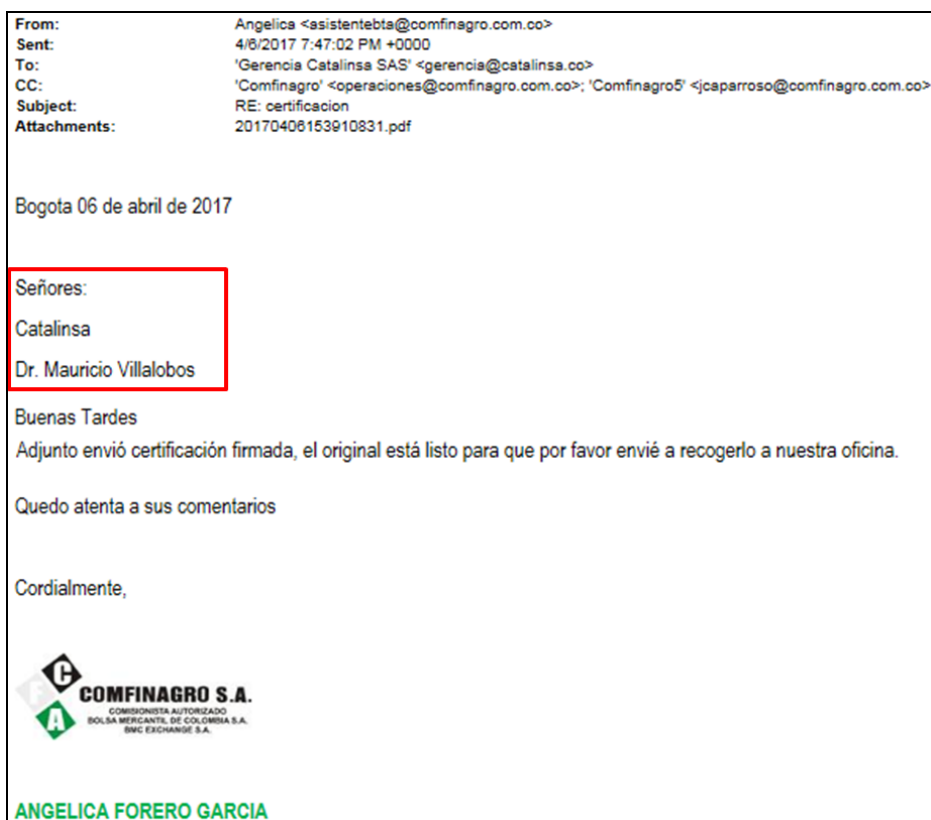 From: Angelica <asistentebta@comfinagro.com.co>
Sent: 4/6/2017 7:47:02 PM +0000
To: 'Gerencia Catalinsa SAS' <gerencia@catalinsa.co>
CC: 'Comfinagro' <operaciones@comfinagro.com.co>; 'Comfinagro5' <jcaparroso@comfinagro.com.co>
Subject: RE: certificacion
Attachments: 20170406153910831.pdf
Bogota 06 de abril de 2017
Señores:
Catalinsa
Dr. Mauricio Villalobos
Buenas Tardes
Adjunto envió certificación firmada, el original está listo para que por favor envié a recogerlo a nuestra oficina.
Quedo atenta a sus comentarios
Cordialmente,
C
F
A
COMFINAGRO S.A.
COMISIONISTA AUTORIZADO
BOLSA MERCANTIL DE COLOMBIA S.A.
BMC EXCHANGE S.A.
ANGELICA FORERO GARCIA